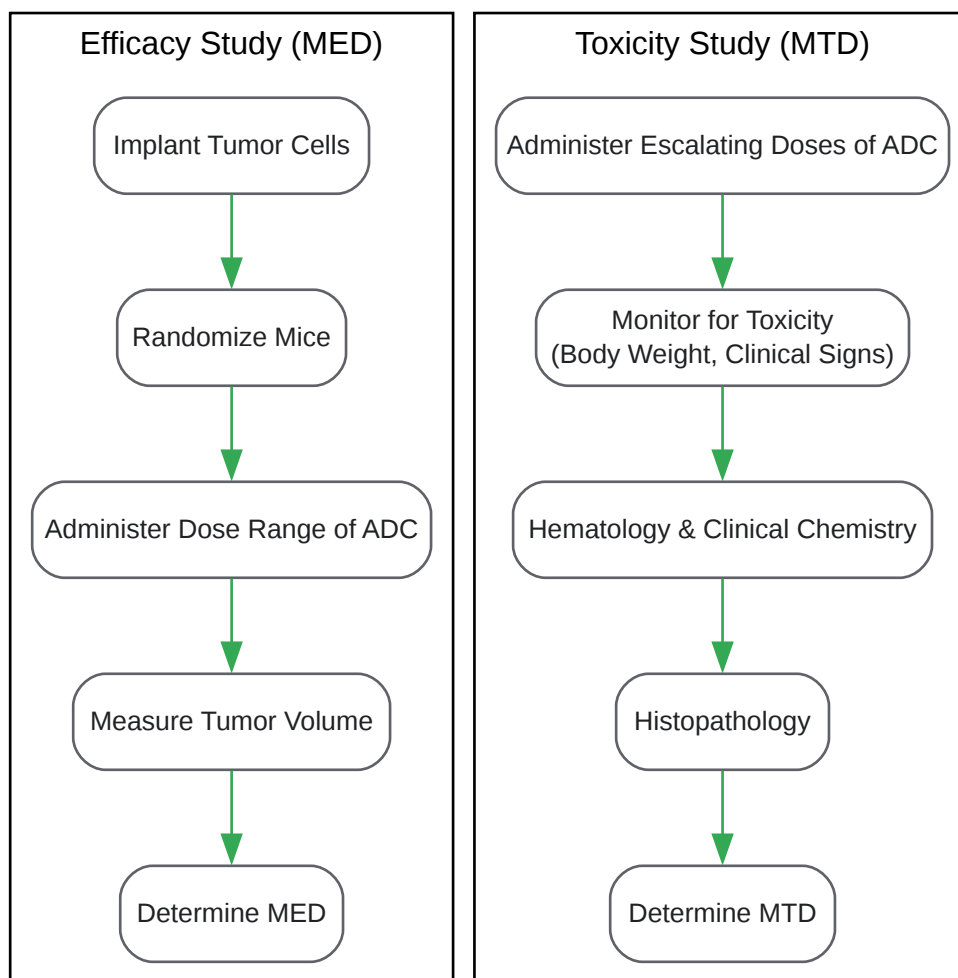 Efficacy Study (MED)
Implant Tumor Cells
Randomize Mice
Administer Dose Range of ADC
Measure Tumor Volume
Determine MED
Toxicity Study (MTD)
Administer Escalating Doses of ADC
Monitor for Toxicity
(Body Weight, Clinical Signs)
Hematology & Clinical Chemistry
Histopathology
Determine MTD